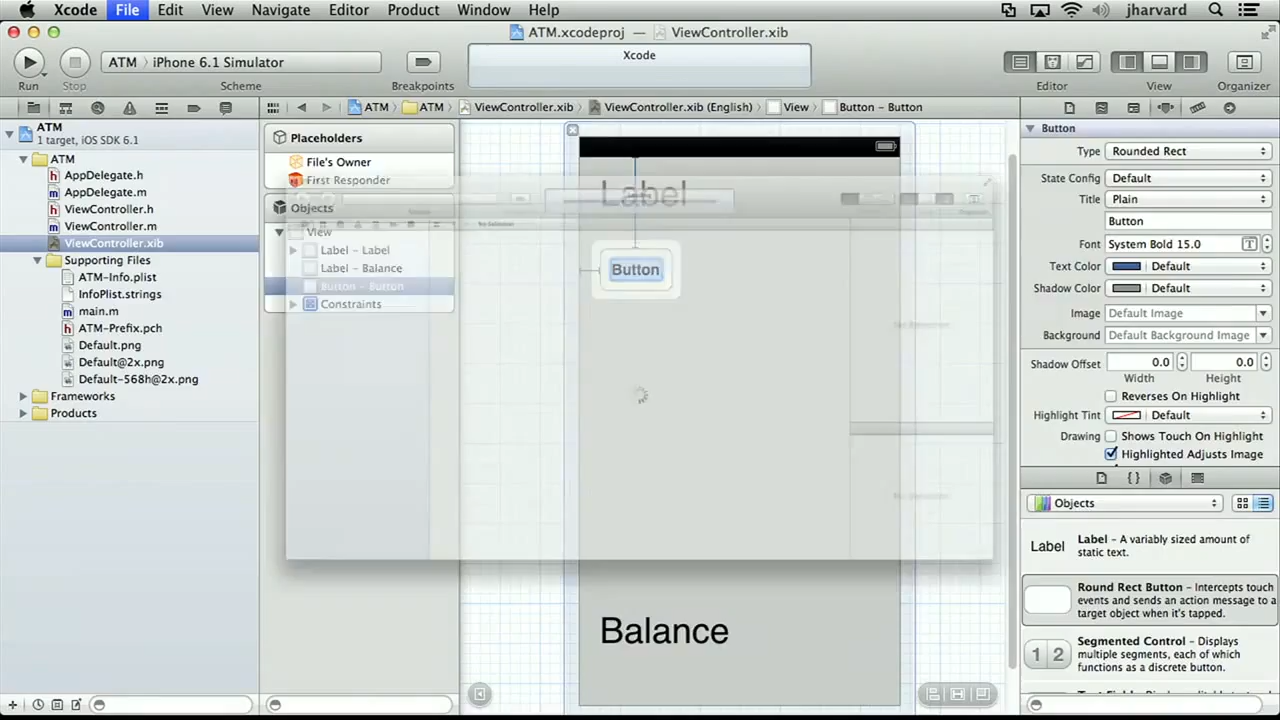 Xcode File Edit View Navigate Editor Product Window Help jharvard
ATM.xcodeproj — ViewController.xib
ATM ⟩ iPhone 6.1 Simulator
Xcode
Run Stop Scheme Breakpoints Editor View Organizer
ATM ATM ViewController.xib ViewController.xib (English) View Button – Button
ATM
1 target, iOS SDK 6.1
ATM
AppDelegate.h
AppDelegate.m
ViewController.h
ViewController.m
ViewController.xib
Supporting Files
ATM-Info.plist
InfoPlist.strings
main.m
ATM-Prefix.pch
Default.png
Default@2x.png
Default-568h@2x.png
Frameworks
Products
Placeholders
File's Owner
First Responder
Objects
View
Label – Label
Label – Balance
Button – Button
Constraints
Label
Button
Balance
Button
Type Rounded Rect
State Config Default
Title Plain
Button
Font System Bold 15.0
Text Color Default
Shadow Color Default
Image Default Image
Background Default Background Image
Shadow Offset 0.0 0.0
Width Height
Reverses On Highlight
Highlight Tint Default
Drawing Shows Touch On Highlight
Highlighted Adjusts Image
Objects
Label Label – A variably sized amount of
static text.
Round Rect Button – Intercepts touch
events and sends an action message to a
target object when it's tapped.
1 2 Segmented Control – Displays
multiple segments, each of which
functions as a discrete button.